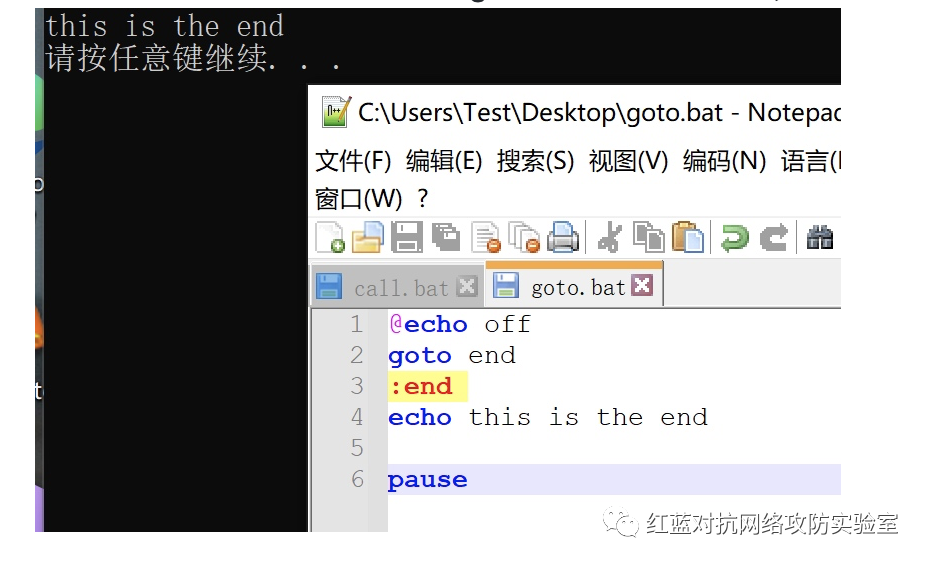 this is the end
请按任意键继续. . .
C:\Users\Test\Desktop\goto.bat - Notepad
文件(F) 编辑(E) 搜索(S) 视图(V) 编码(N) 语言(
窗口(W) ?
call.bat goto.bat
1 @echo off
2 goto end
3 :end
4 echo this is the end
5
6 pause
红蓝对抗网络攻防实验室